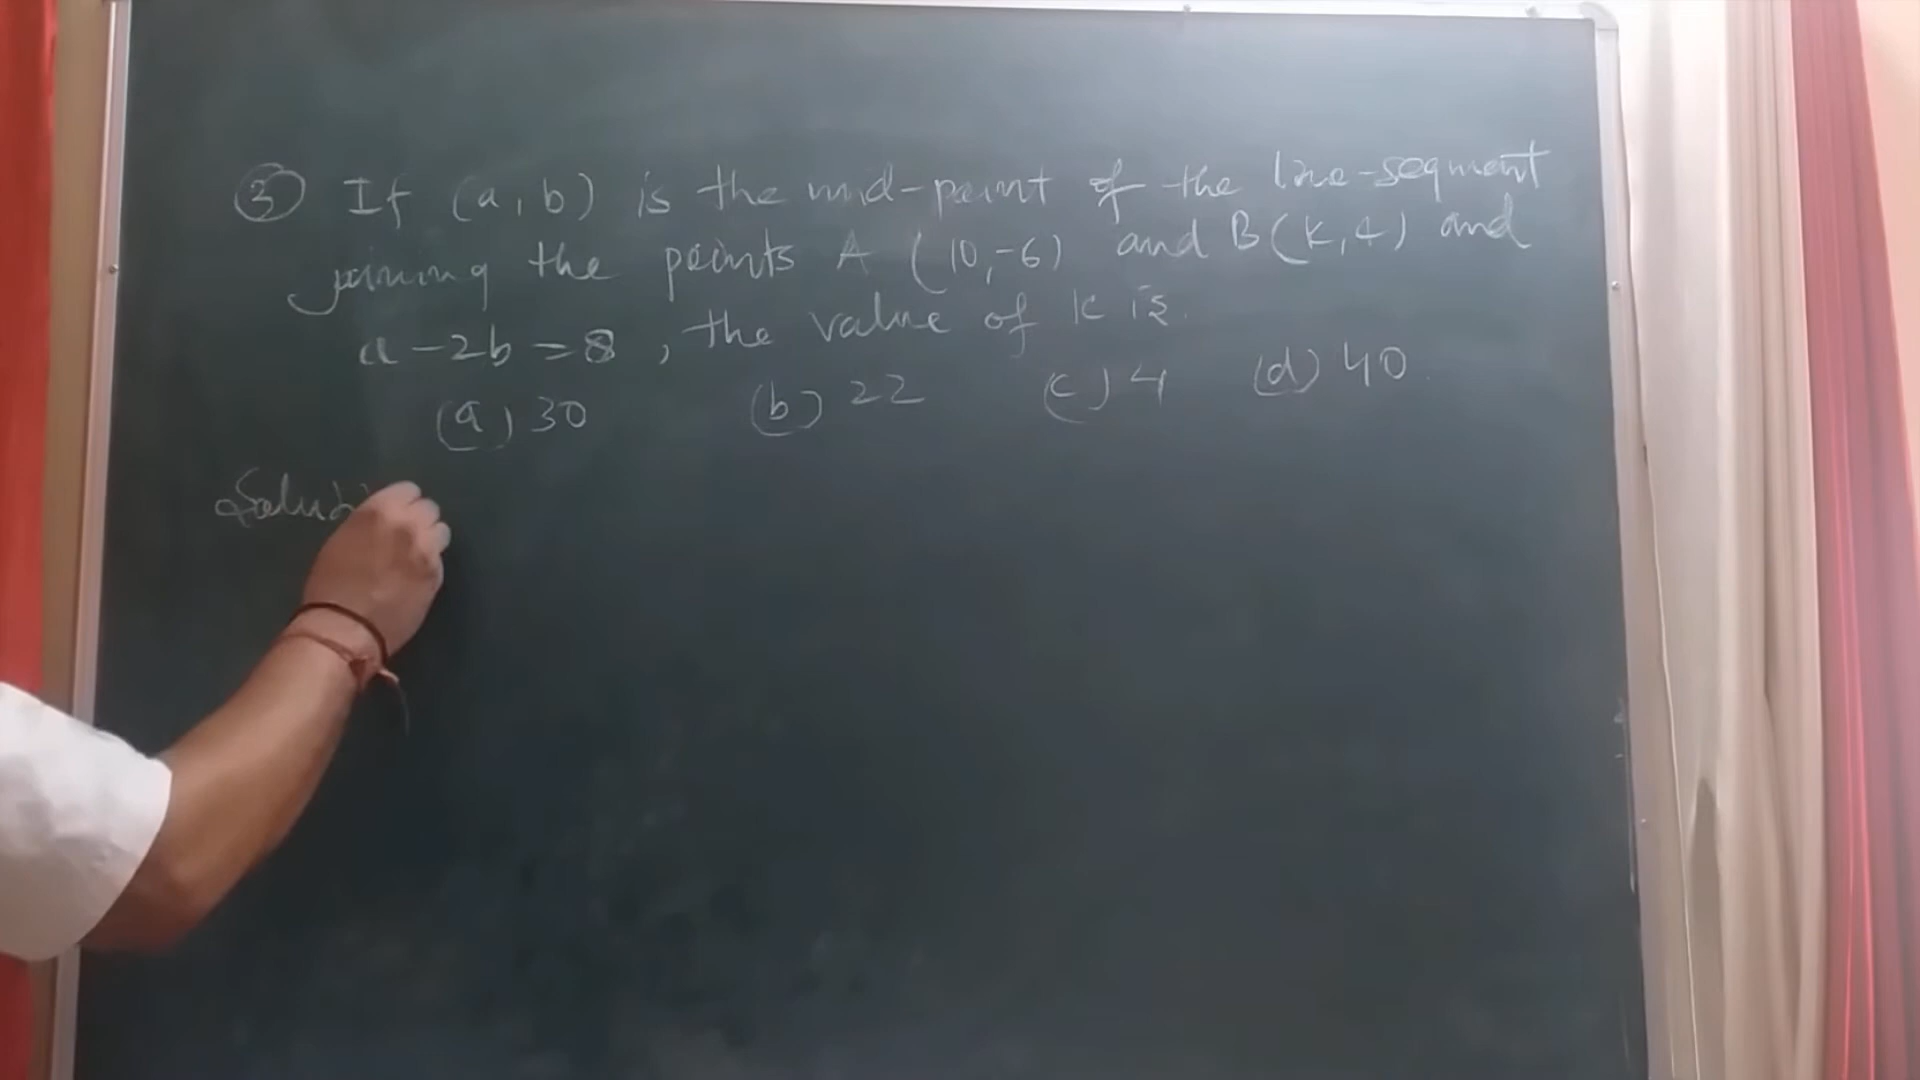 ③ If (a, b) is the mid-point of the line-segment
joining the points A (10, -6) and B(k, 4) and
a - 2b = 8 , the value of k is.
(a) 30 (b) 22 (c) 4 (d) 40.
Soluti